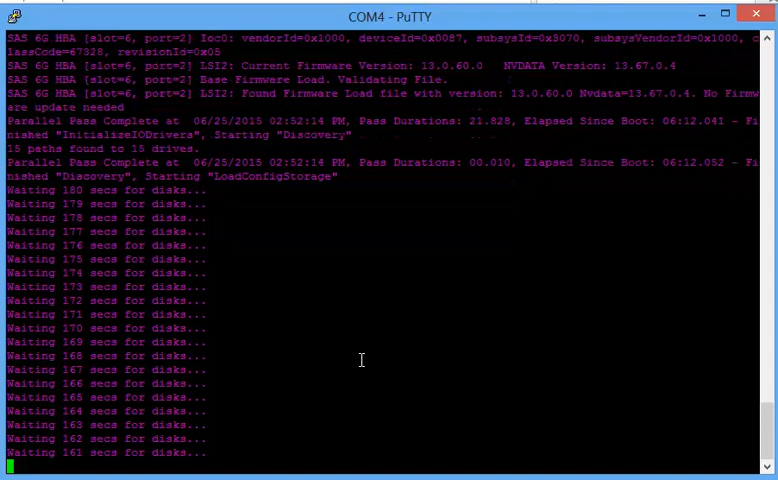 COM4 - PuTTY
SAS 6G HBA [slot=6, port=2] Ioc0: vendorId=0x1000, deviceId=0x0087, subsysId=0x3070, subsysVendorId=0x1000, c
lassCode=67328, revisionId=0x05
SAS 6G HBA [slot=6, port=2] LSI2: Current Firmware Version: 13.0.60.0   NVDATA Version: 13.67.0.4
SAS 6G HBA [slot=6, port=2] Base Firmware Load. Validating File.
SAS 6G HBA [slot=6, port=2] LSI2: Found Firmware Load file with version: 13.0.60.0 Nvdata=13.67.0.4. No Firmw
are update needed
Parallel Pass Complete at  06/25/2015 02:52:14 PM, Pass Durations: 21.828, Elapsed Since Boot: 06:12.041 - Fi
nished "InitializeIODrivers", Starting "Discovery"
15 paths found to 15 drives.
Parallel Pass Complete at  06/25/2015 02:52:14 PM, Pass Durations: 00.010, Elapsed Since Boot: 06:12.052 - Fi
nished "Discovery", Starting "LoadConfigStorage"
Waiting 180 secs for disks...
Waiting 179 secs for disks...
Waiting 178 secs for disks...
Waiting 177 secs for disks...
Waiting 176 secs for disks...
Waiting 175 secs for disks...
Waiting 174 secs for disks...
Waiting 173 secs for disks...
Waiting 172 secs for disks...
Waiting 171 secs for disks...
Waiting 170 secs for disks...
Waiting 169 secs for disks...
Waiting 168 secs for disks...
Waiting 167 secs for disks...
Waiting 166 secs for disks...
Waiting 165 secs for disks...
Waiting 164 secs for disks...
Waiting 163 secs for disks...
Waiting 162 secs for disks...
Waiting 161 secs for disks...